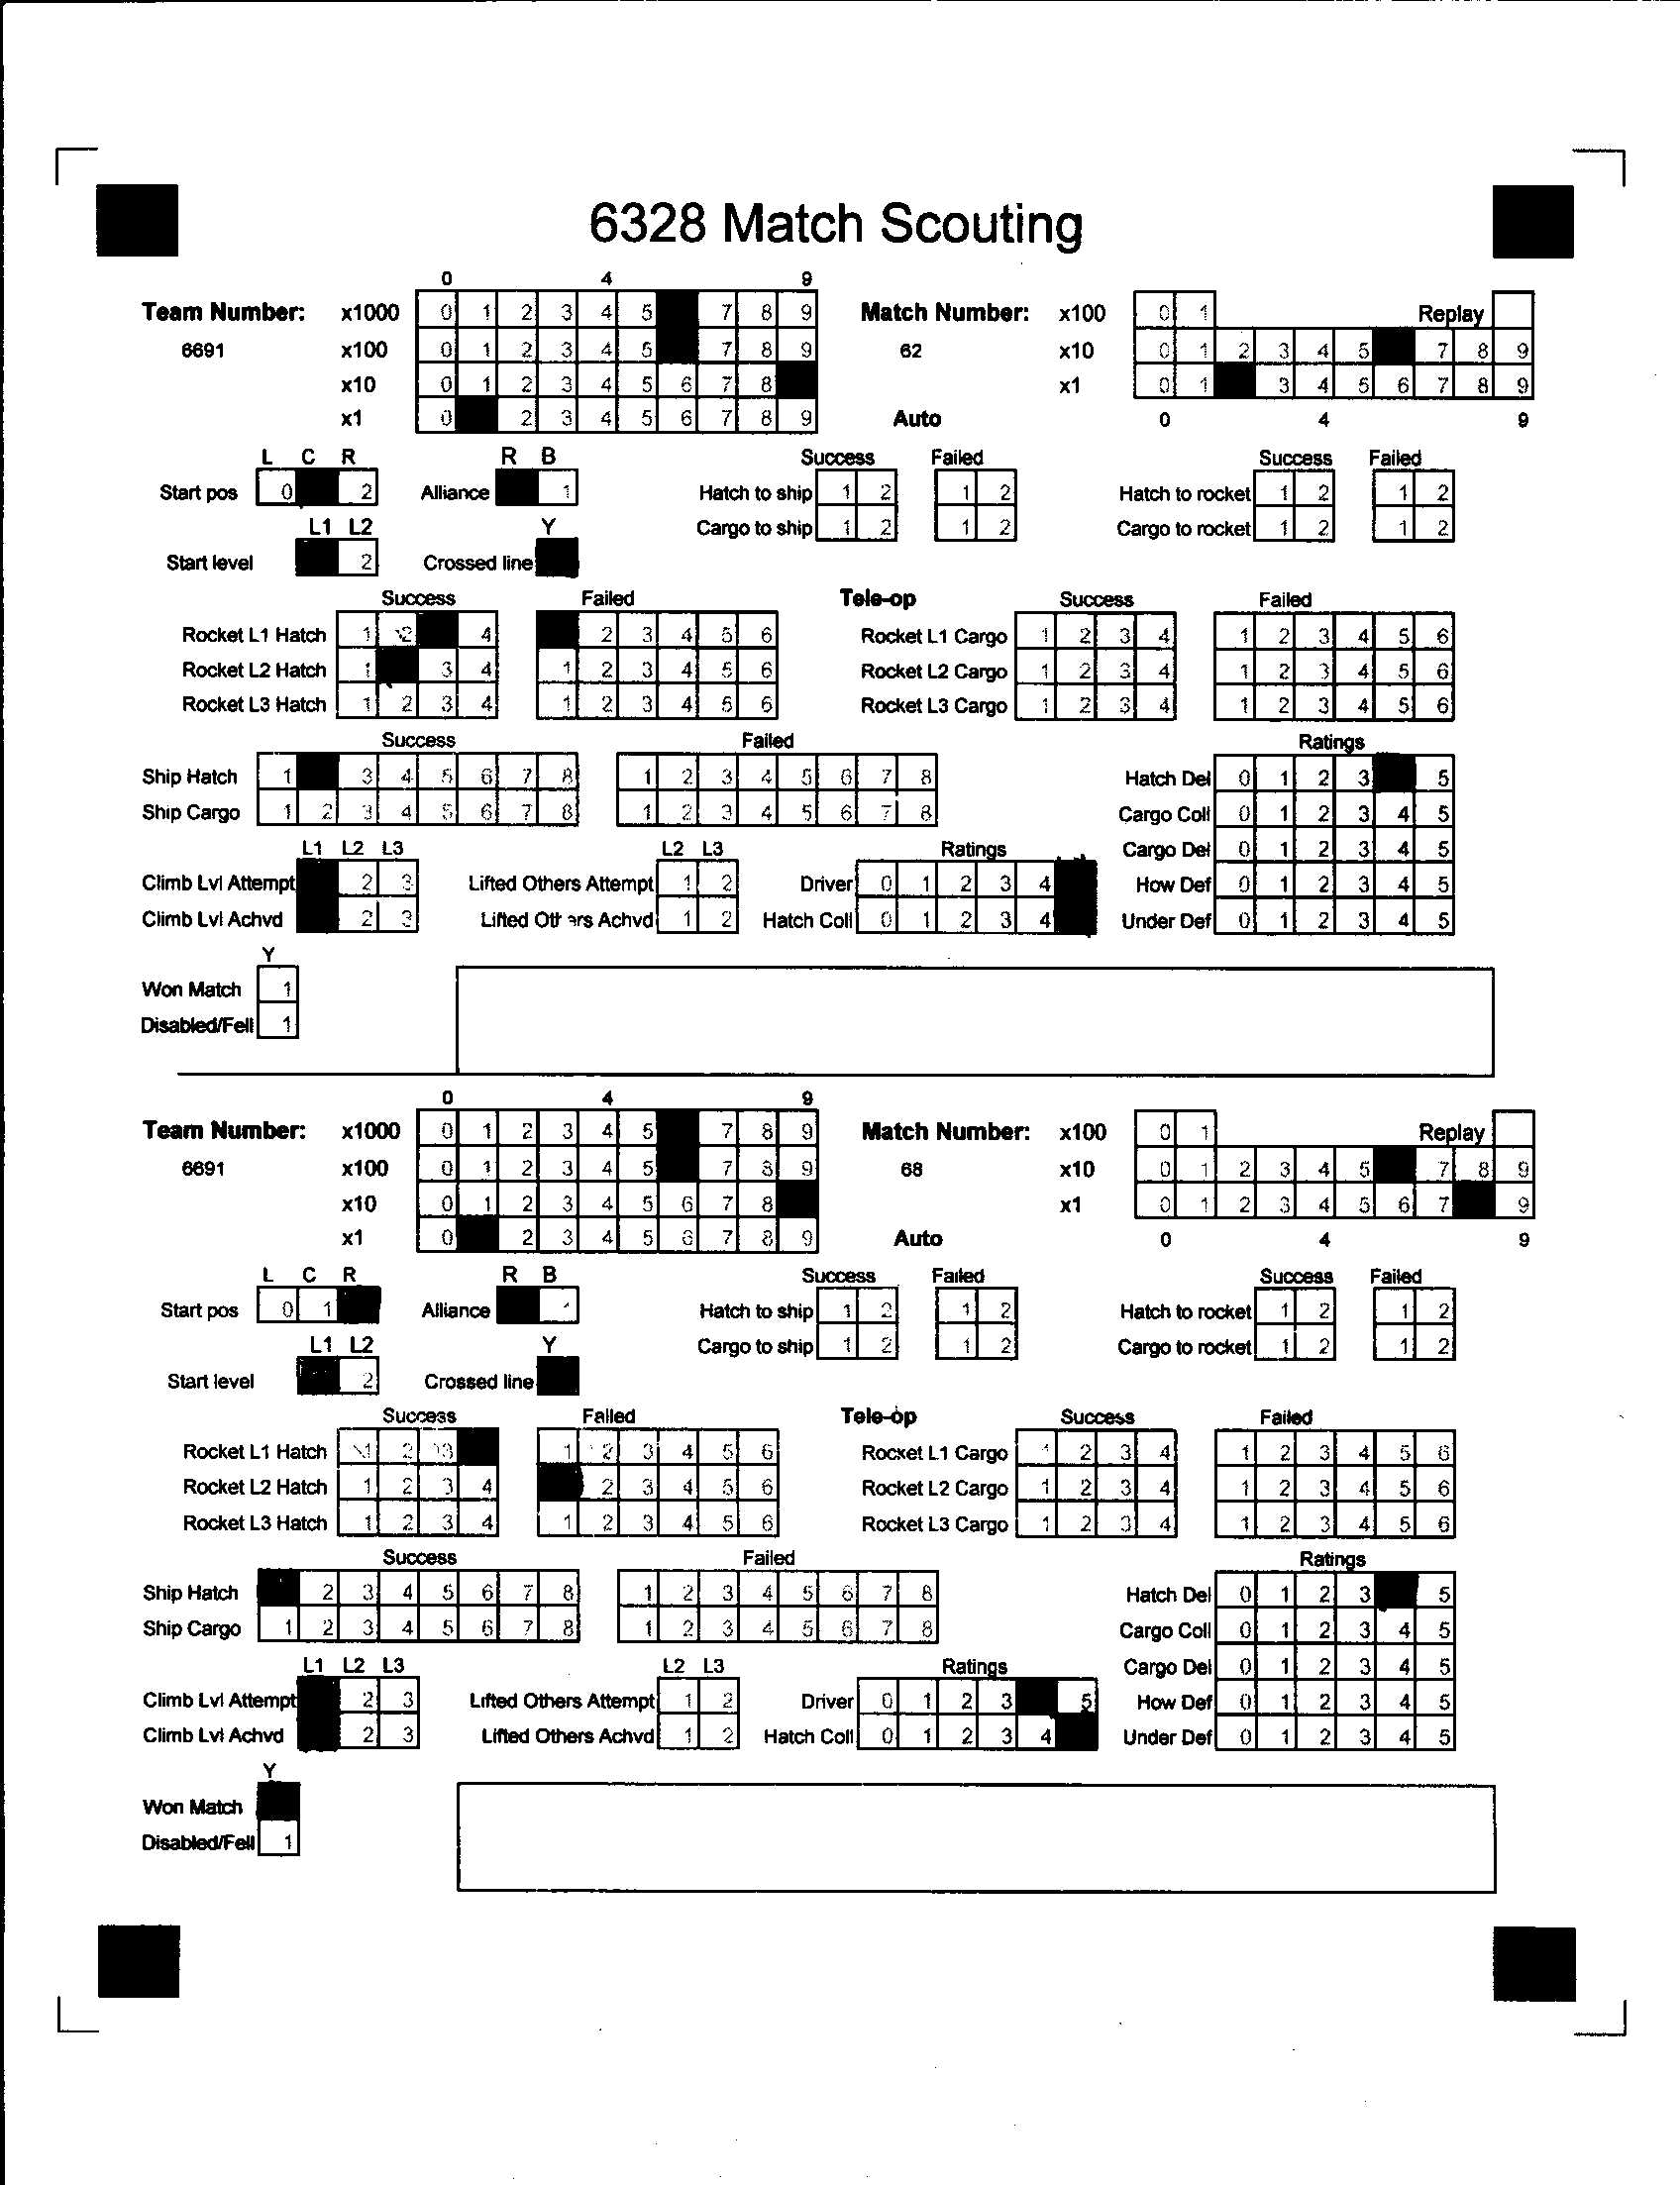 6328 Match Scouting
0 4 9
Team Number: x1000 0 1 2 3 4 5 7 8 9 Match Number: x100 0 1 Replay
6691 x100 0 1 2 3 4 5 7 8 9 62 x10 0 1 2 3 4 5 7 8 9
x10 0 1 2 3 4 5 6 7 8 x1 0 1 3 4 5 6 7 8 9
x1 0 2 3 4 5 6 7 8 9 Auto 0 4 9
L C R R B Success Failed Success Failed
Start pos 0 2 Alliance 1 Hatch to ship 1 2 1 2 Hatch to rocket 1 2 1 2
L1 L2 Y Cargo to ship 1 2 1 2 Cargo to rocket 1 2 1 2
Start level 2 Crossed line
Success Failed Tele-op Success Failed
Rocket L1 Hatch 1 2 4 2 3 4 5 6 Rocket L1 Cargo 1 2 3 4 1 2 3 4 5 6
Rocket L2 Hatch 1 3 4 1 2 3 4 5 6 Rocket L2 Cargo 1 2 3 4 1 2 3 4 5 6
Rocket L3 Hatch 1 2 3 4 1 2 3 4 5 6 Rocket L3 Cargo 1 2 3 4 1 2 3 4 5 6
Success Failed Ratings
Ship Hatch 1 3 4 5 6 7 8 1 2 3 4 5 6 7 8 Hatch Del 0 1 2 3 5
Ship Cargo 1 2 3 4 5 6 7 8 1 2 3 4 5 6 7 8 Cargo Coll 0 1 2 3 4 5
L1 L2 L3 L2 L3 Ratings Cargo Del 0 1 2 3 4 5
Climb Lvl Attempt 2 3 Lifted Others Attempt 1 2 Driver 0 1 2 3 4 How Def 0 1 2 3 4 5
Climb Lvl Achvd 2 3 Lifted Others Achvd 1 2 Hatch Coll 0 1 2 3 4 Under Def 0 1 2 3 4 5
Y
Won Match 1
Disabled/Fell 1
0 4 9
Team Number: x1000 0 1 2 3 4 5 7 8 9 Match Number: x100 0 1 Replay
6691 x100 0 1 2 3 4 5 7 8 9 68 x10 0 1 2 3 4 5 7 8 9
x10 0 1 2 3 4 5 6 7 8 x1 0 1 2 3 4 5 6 7 9
x1 0 2 3 4 5 6 7 8 9 Auto 0 4 9
L C R R B Success Failed Success Failed
Start pos 0 1 Alliance 1 Hatch to ship 1 2 1 2 Hatch to rocket 1 2 1 2
L1 L2 Y Cargo to ship 1 2 1 2 Cargo to rocket 1 2 1 2
Start level 2 Crossed line
Success Failed Tele-op Success Failed
Rocket L1 Hatch 1 2 3 1 2 3 4 5 6 Rocket L1 Cargo 1 2 3 4 1 2 3 4 5 6
Rocket L2 Hatch 1 2 3 4 2 3 4 5 6 Rocket L2 Cargo 1 2 3 4 1 2 3 4 5 6
Rocket L3 Hatch 1 2 3 4 1 2 3 4 5 6 Rocket L3 Cargo 1 2 3 4 1 2 3 4 5 6
Success Failed Ratings
Ship Hatch 2 3 4 5 6 7 8 1 2 3 4 5 6 7 8 Hatch Del 0 1 2 3 5
Ship Cargo 1 2 3 4 5 6 7 8 1 2 3 4 5 6 7 8 Cargo Coll 0 1 2 3 4 5
L1 L2 L3 L2 L3 Ratings Cargo Del 0 1 2 3 4 5
Climb Lvl Attempt 2 3 Lifted Others Attempt 1 2 Driver 0 1 2 3 5 How Def 0 1 2 3 4 5
Climb Lvl Achvd 2 3 Lifted Others Achvd 1 2 Hatch Coll 0 1 2 3 4 Under Def 0 1 2 3 4 5
Y
Won Match
Disabled/Fell 1